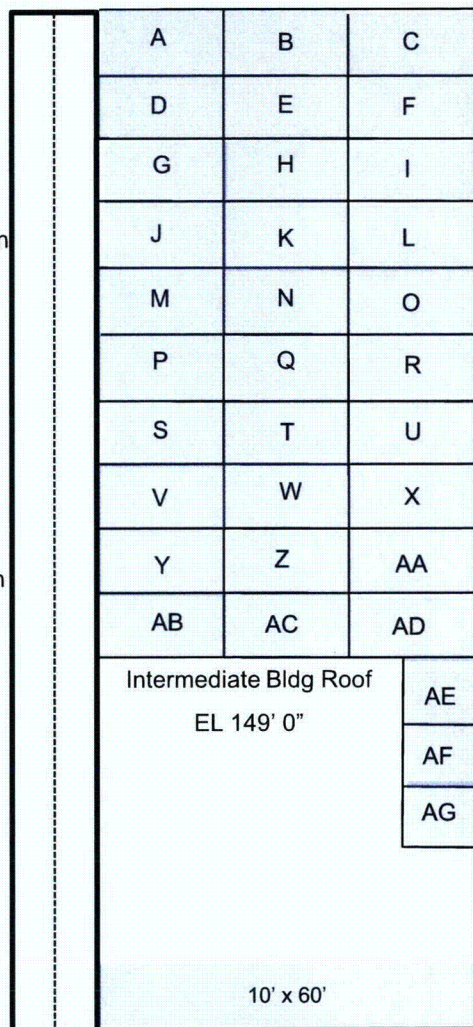 A B C
D E F
G H I
J K L
M N O
P Q R
S T U
V W X
Y Z AA
AB AC AD
Intermediate Bldg Roof
EL 149' 0"
AE
AF
AG
10' x 60'